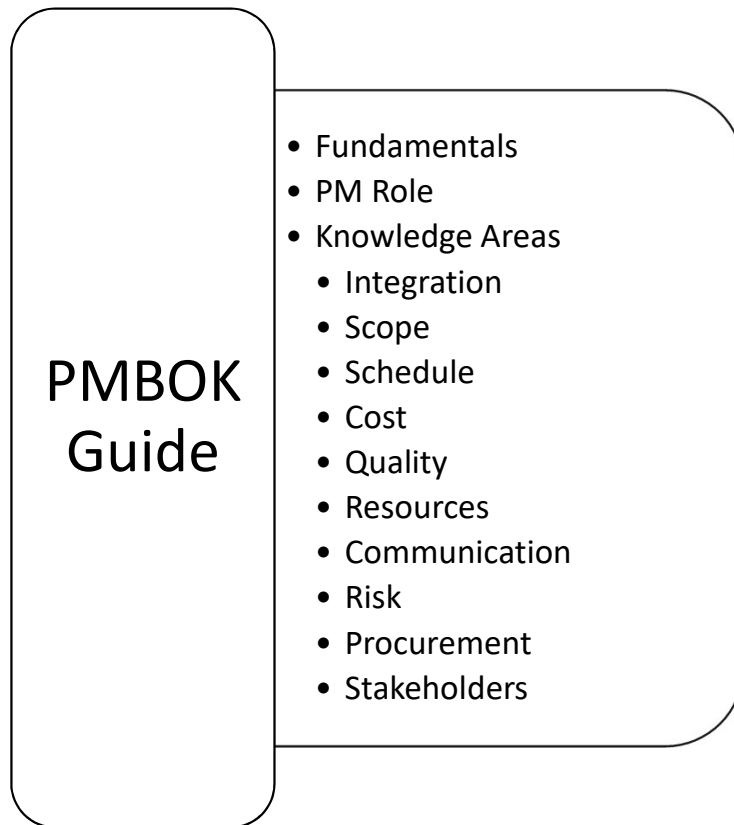 PMBOK
Guide
• Fundamentals
• PM Role
• Knowledge Areas
• Integration
• Scope
• Schedule
• Cost
• Quality
• Resources
• Communication
• Risk
• Procurement
• Stakeholders